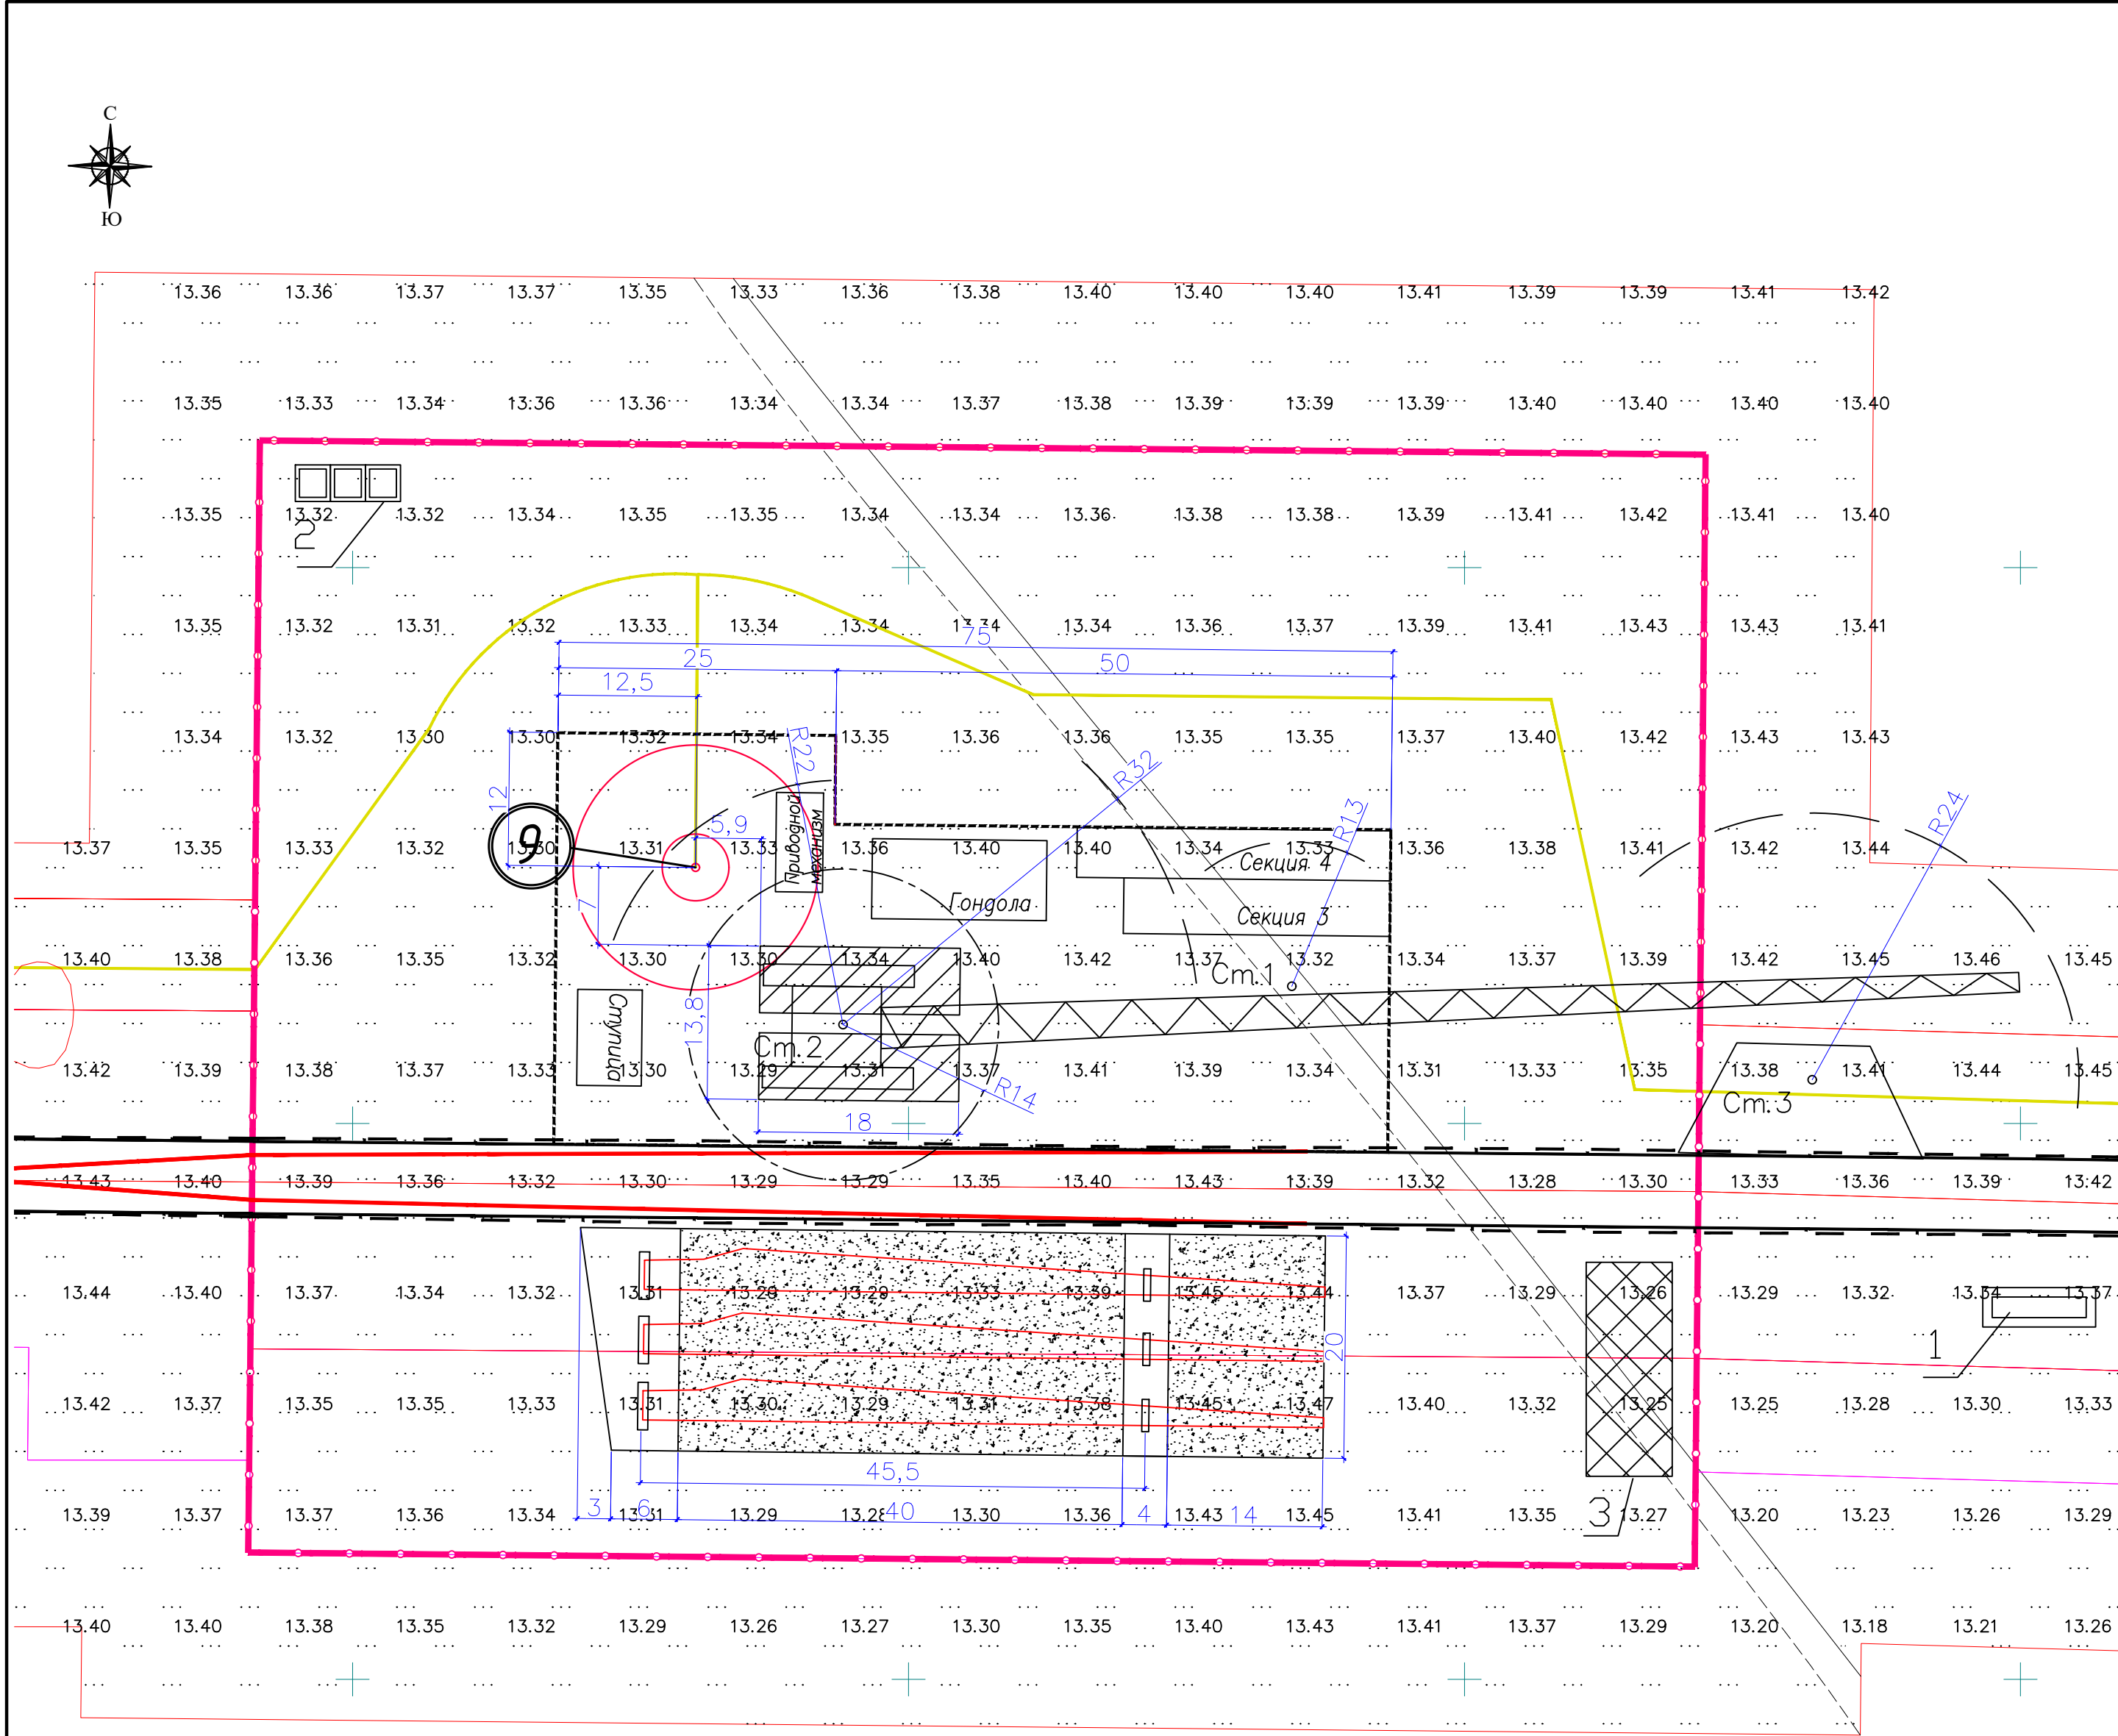 С
Ю
13.36 13.36 13.37 13.37 13.35 13.33 13.36 13.38 13.40 13.40 13.40 13.41 13.39 13.39 13.41 13.42
13.35 13.33 13.34 13.36 13.36 13.34 13.34 13.37 13.38 13.39 13.39 13.39 13.40 13.40 13.40 13.40
13.35 13.32 13.32 13.34 13.35 13.35 13.34 13.34 13.36 13.38 13.38 13.39 13.41 13.42 13.41 13.40
2
13.35 13.32 13.31 13.32 13.33 13.34 13.34 13.34 13.34 13.36 13.37 13.39 13.41 13.43 13.43 13.41
75
25 50
12,5
13.34 13.32 13.30 13.30 13.32 13.34 13.35 13.36 13.36 13.35 13.35 13.37 13.40 13.42 13.43 13.43
R22
R32
12
R13
R24
5,9
Приводной
механизм
9
13.37 13.35 13.33 13.32 13.30 13.33 13.36 13.40 13.40 13.34 13.33 13.36 13.38 13.41 13.42 13.44
Секция 4
Гондола
Секция 3
7
13.40 13.38 13.36 13.35 13.32 13.30 13.30 13.34 13.40 13.42 13.37 13.32 13.34 13.37 13.39 13.42 13.45 13.46 13.45
Ст.1
Ступица
13,8
Ст.2
13.42 13.39 13.38 13.37 13.33 13.30 13.29 13.31 13.37 13.41 13.39 13.34 13.31 13.33 13.35 13.38 13.41 13.44 13.45
R14
Ст.3
18
13.43 13.40 13.39 13.36 13.32 13.30 13.29 13.29 13.35 13.40 13.43 13.39 13.32 13.28 13.30 13.33 13.36 13.39 13.42
13.44 13.40 13.37 13.34 13.32 13.31 13.29 13.29 13.33 13.39 13.45 13.44 13.37 13.29 13.26 13.29 13.32 13.34 13.37
20
1
13.42 13.37 13.35 13.35 13.33 13.31 13.30 13.29 13.31 13.38 13.45 13.47 13.40 13.32 13.25 13.25 13.28 13.30 13.33
45,5
3 6 40 4 14
3
13.39 13.37 13.37 13.36 13.34 13.31 13.29 13.28 13.30 13.36 13.43 13.45 13.41 13.35 13.27 13.20 13.23 13.26 13.29
13.40 13.40 13.38 13.35 13.32 13.29 13.26 13.27 13.30 13.35 13.40 13.43 13.41 13.37 13.29 13.20 13.18 13.21 13.26